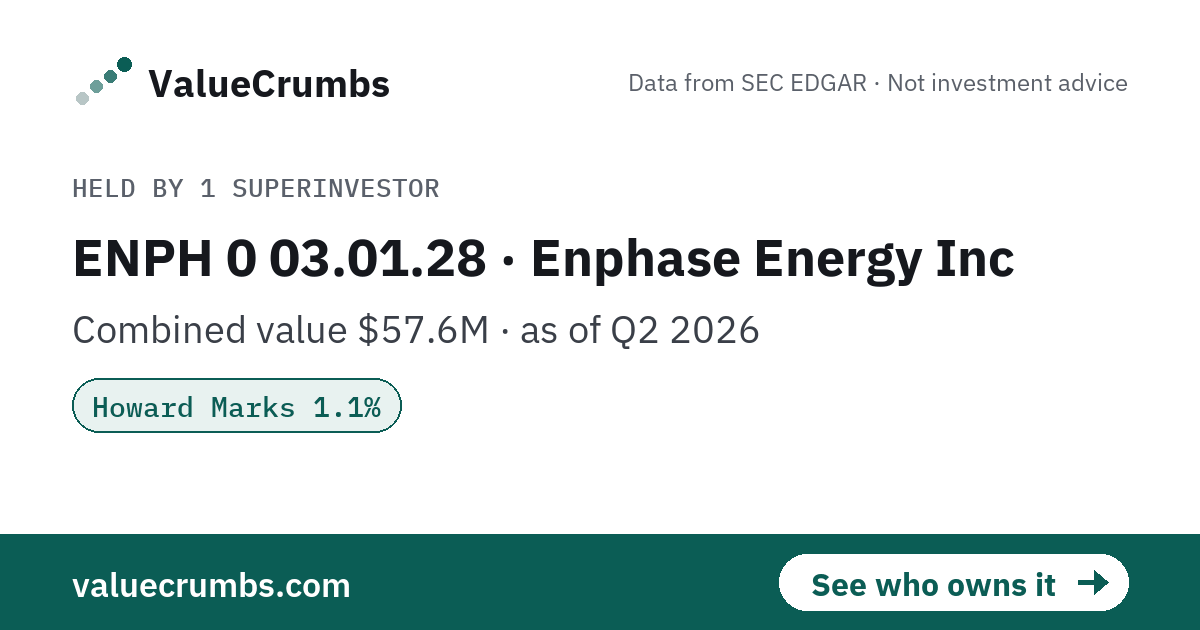 ValueCrumbs
Data from SEC EDGAR · Not investment advice
HELD BY 1 SUPERINVESTOR
ENPH 0 03.01.28 · Enphase Energy Inc
Combined value $57.6M · as of Q2 2026
Howard Marks 1.1%
valuecrumbs.com
See who owns it →